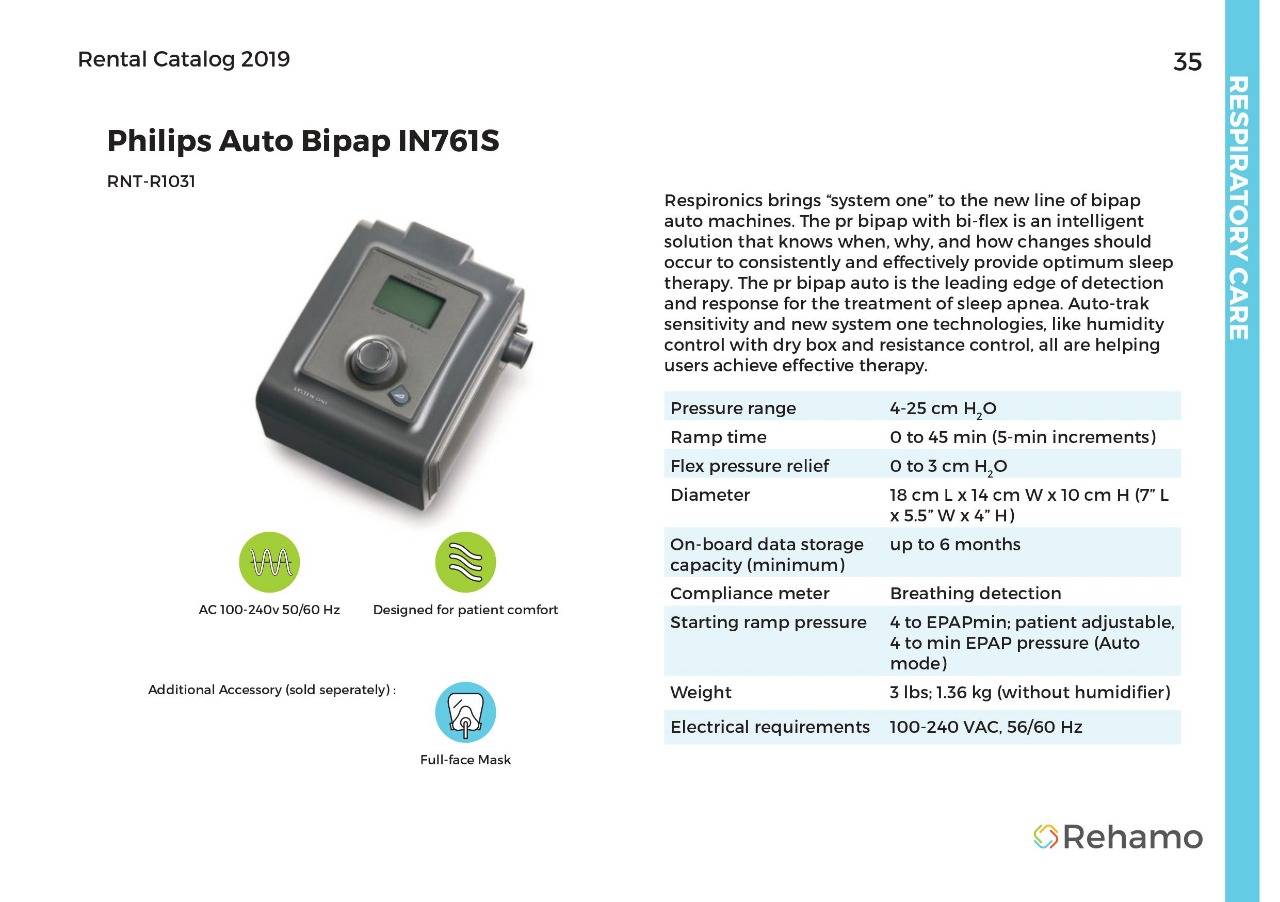 Rental Catalog 2019
35
RESPIRATORY CARE
Philips Auto Bipap IN761S
RNT-R1031
SYSTEM ONE
AC 100-240v 50/60 Hz
Designed for patient comfort
Additional Accessory (sold seperately) :
Full-face Mask
Respironics brings “system one” to the new line of bipap
auto machines. The pr bipap with bi-flex is an intelligent
solution that knows when, why, and how changes should
occur to consistently and effectively provide optimum sleep
therapy. The pr bipap auto is the leading edge of detection
and response for the treatment of sleep apnea. Auto-trak
sensitivity and new system one technologies, like humidity
control with dry box and resistance control, all are helping
users achieve effective therapy.
Pressure range 4-25 cm H₂O
Ramp time 0 to 45 min (5-min increments)
Flex pressure relief 0 to 3 cm H₂O
Diameter 18 cm L x 14 cm W x 10 cm H (7” L
x 5.5” W x 4” H)
On-board data storage up to 6 months
capacity (minimum)
Compliance meter Breathing detection
Starting ramp pressure 4 to EPAPmin; patient adjustable,
4 to min EPAP pressure (Auto
mode)
Weight 3 lbs; 1.36 kg (without humidifier)
Electrical requirements 100-240 VAC, 56/60 Hz
Rehamo